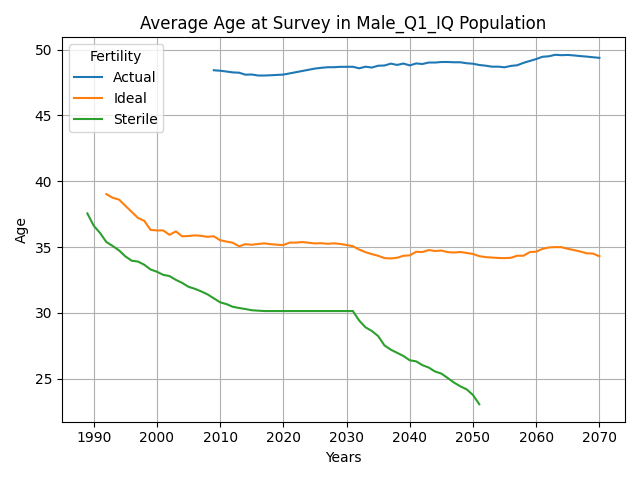 Average Age at Survey in Male_Q1_IQ Population
Fertility
Actual
Ideal
Sterile
Age
50
45
40
35
30
25
1990
2000
2010
2020
2030
2040
2050
2060
2070
Years